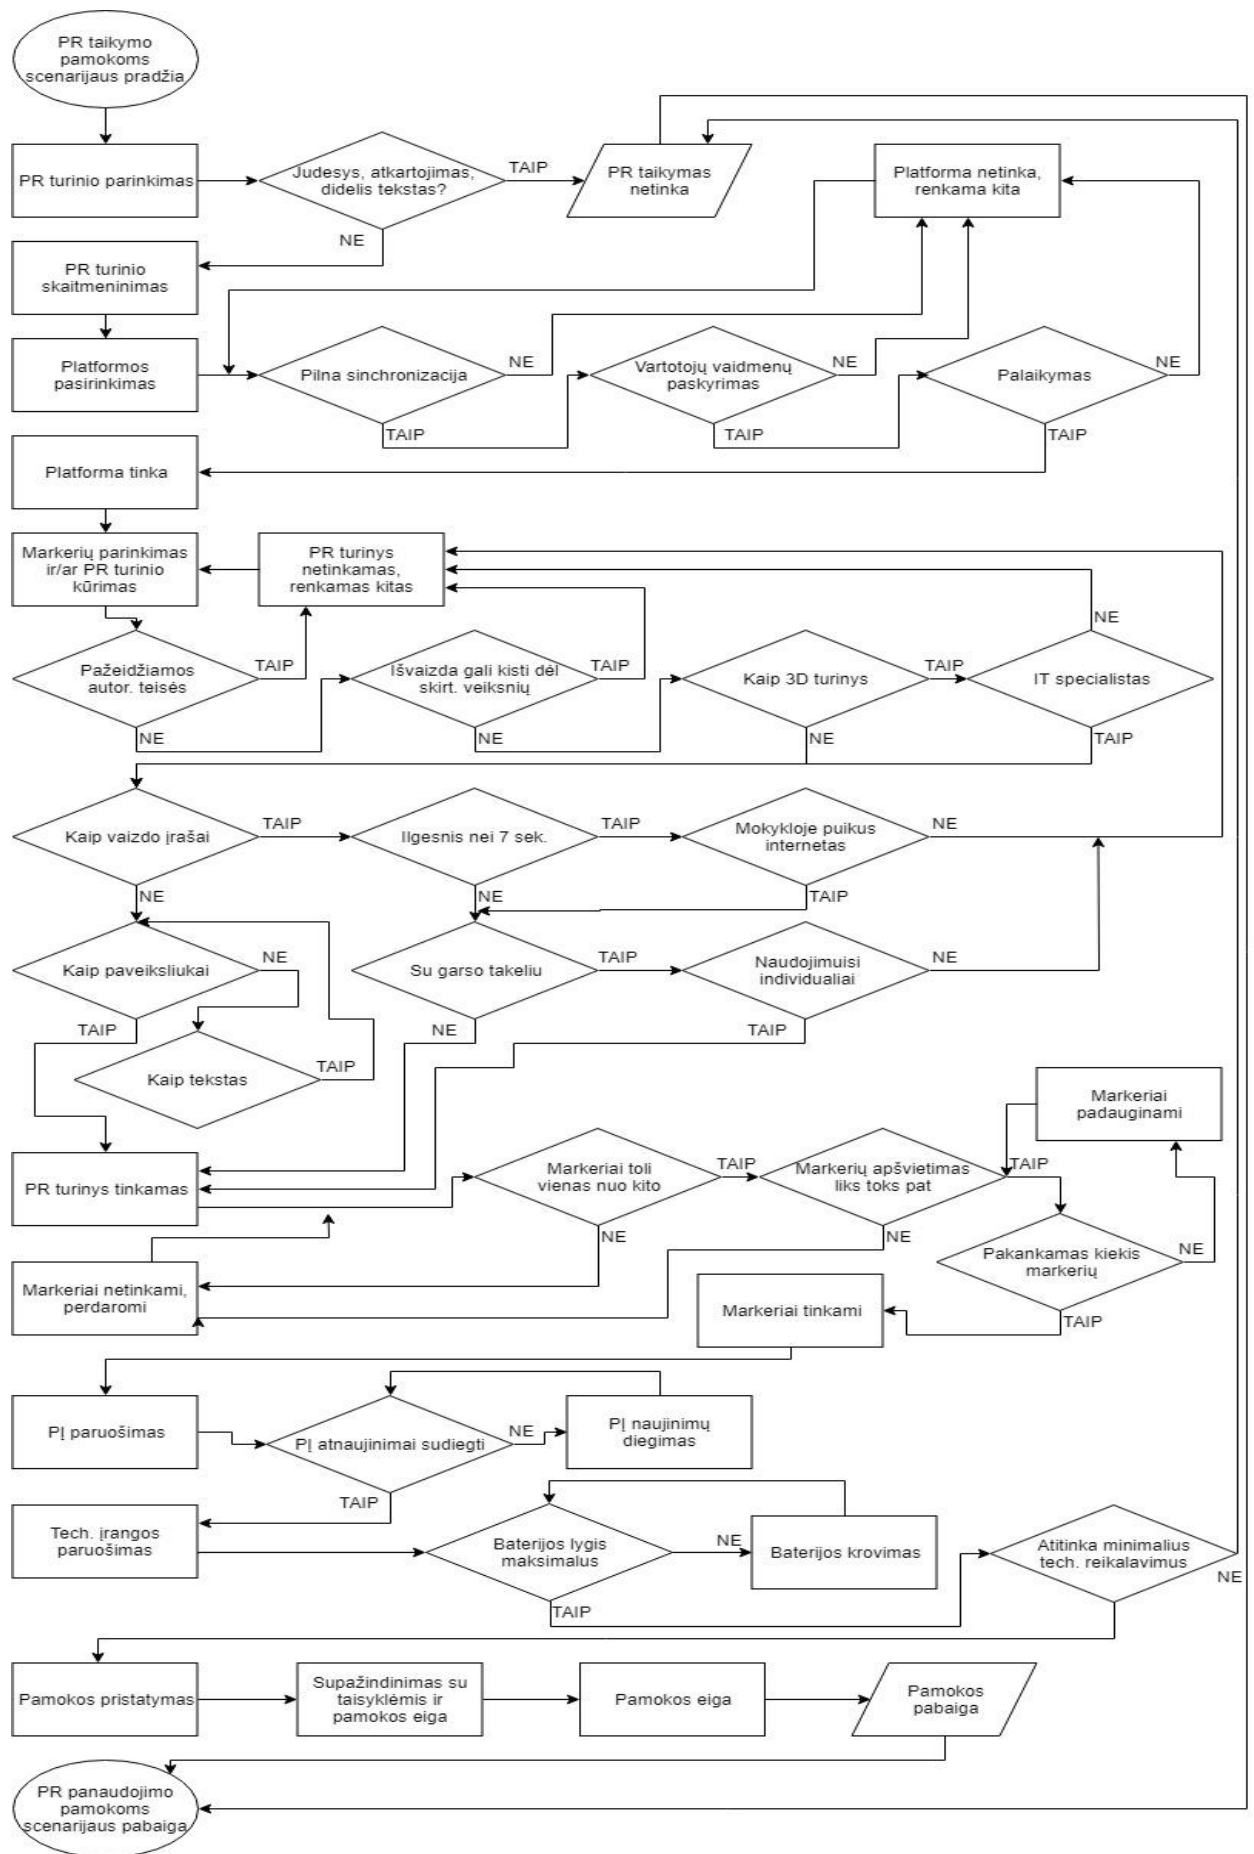 PR taikymo
pamokoms
scenarijaus pradžia
PR turinio parinkimas
Judesys, atkartojimas,
didelis tekstas?
TAIP
PR taikymas
netinka
Platforma netinka,
renkama kita
NE
PR turinio
skaitmeninimas
Platformos
pasirinkimas
Pilna sinchronizacija
NE
Vartotojų vaidmenų
paskyrimas
NE
Palaikymas
NE
TAIP
TAIP
TAIP
Platforma tinka
Markerių parinkimas
ir/ar PR turinio
kūrimas
PR turinys
netinkamas,
renkamas kitas
NE
Pažeidžiamos
autor. teisės
TAIP
Išvaizda gali kisti dėl
skirt. veiksnių
TAIP
Kaip 3D turinys
TAIP
IT specialistas
NE
NE
NE
TAIP
Kaip vaizdo įrašai
TAIP
Ilgesnis nei 7 sek.
TAIP
Mokykloje puikus
internetas
NE
NE
NE
TAIP
Kaip paveiksliukai
NE
Su garso takeliu
TAIP
Naudojimuisi
individualiai
NE
TAIP
NE
TAIP
Kaip tekstas
TAIP
Markeriai
padauginami
PR turinys tinkamas
Markeriai toli
vienas nuo kito
TAIP
Markerių apšvietimas
liks toks pat
TAIP
NE
NE
Pakankamas kiekis
markerių
NE
Markeriai netinkami,
perdaromi
Markeriai tinkami
TAIP
PĮ paruošimas
PĮ atnaujinimai sudiegti
NE
PĮ naujinimų
diegimas
TAIP
Tech. įrangos
paruošimas
Baterijos lygis
maksimalus
NE
Baterijos krovimas
Atitinka minimalius
tech. reikalavimus
NE
TAIP
Pamokos pristatymas
Supažindinimas su
taisyklėmis ir
pamokos eiga
Pamokos eiga
Pamokos
pabaiga
PR panaudojimo
pamokoms
scenarijaus pabaiga